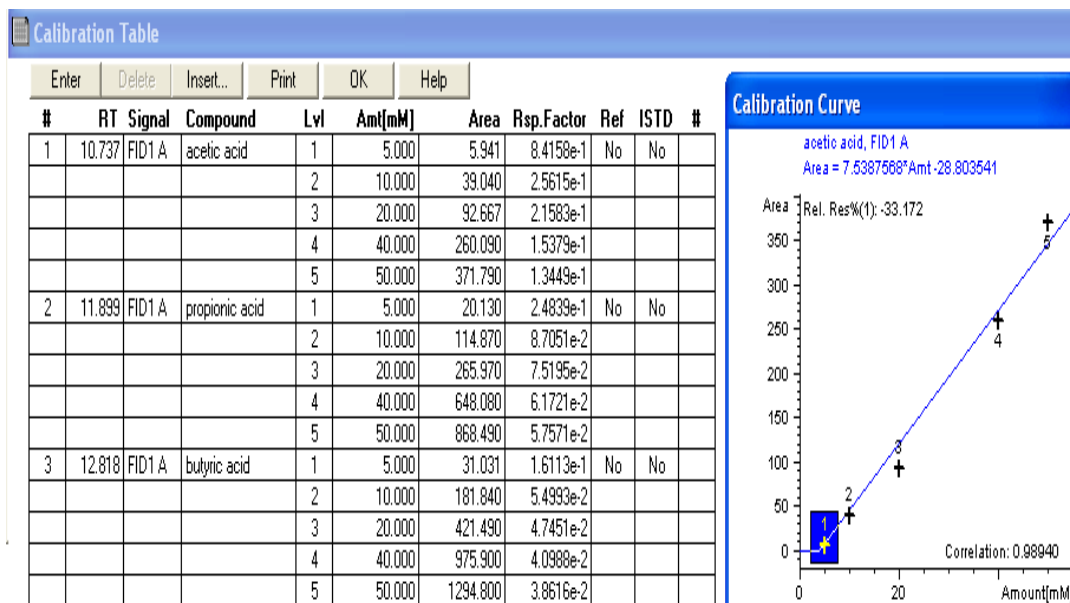 Calibration Table
Enter Delete Insert... Print OK Help
# RT Signal Compound Lvl Amt[mM] Area Rsp.Factor Ref ISTD #
1 10.737 FID1 A acetic acid 1 5.000 5.941 8.4158e-1 No No
2 10.000 39.040 2.5615e-1
3 20.000 92.667 2.1583e-1
4 40.000 260.090 1.5379e-1
5 50.000 371.790 1.3449e-1
2 11.899 FID1 A propionic acid 1 5.000 20.130 2.4839e-1 No No
2 10.000 114.870 8.7051e-2
3 20.000 265.970 7.5195e-2
4 40.000 648.080 6.1721e-2
5 50.000 868.490 5.7571e-2
3 12.818 FID1 A butyric acid 1 5.000 31.031 1.6113e-1 No No
2 10.000 181.840 5.4993e-2
3 20.000 421.490 4.7451e-2
4 40.000 975.900 4.0988e-2
5 50.000 1294.800 3.8616e-2
Calibration Curve
acetic acid, FID1 A
Area = 7.5387568*Amt -28.803541
Area
Rel. Res%(1): -33.172
350
300
250
200
150
100
50
0
1
2
3
4
5
Correlation: 0.98940
0 20 Amount[mM